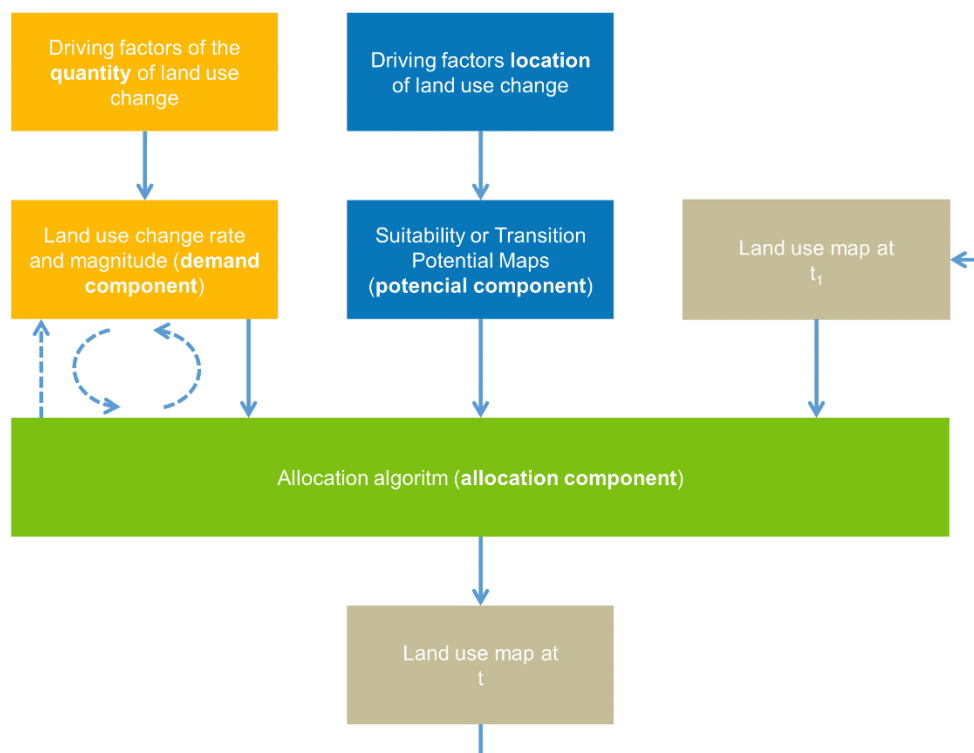 Driving factors of the
quantity of land use
change
Driving factors location
of land use change
Land use change rate
and magnitude (demand
component)
Suitability or Transition
Potential Maps
(potencial component)
Land use map at
t₁
Allocation algoritm (allocation component)
Land use map at
t